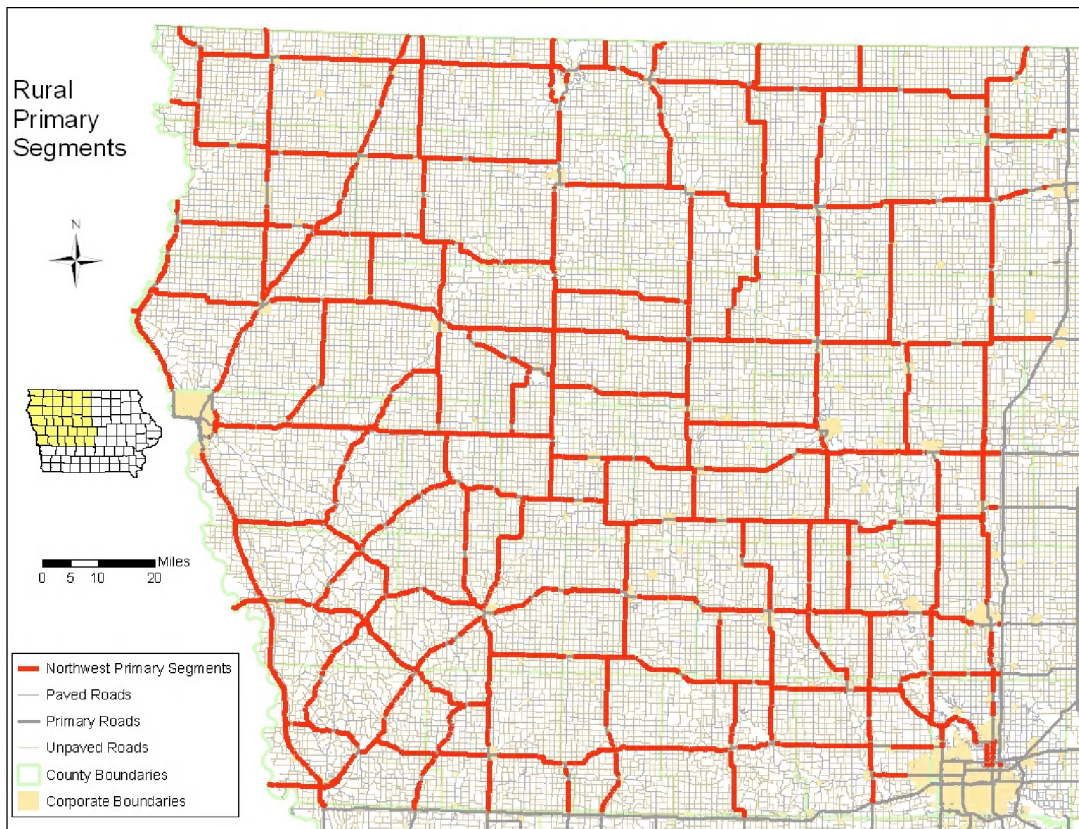 Rural
Primary
Segments
N
Miles
0 5 10 20
Northwest Primary Segments
Paved Roads
Primary Roads
Unpaved Roads
County Boundaries
Corporate Boundaries